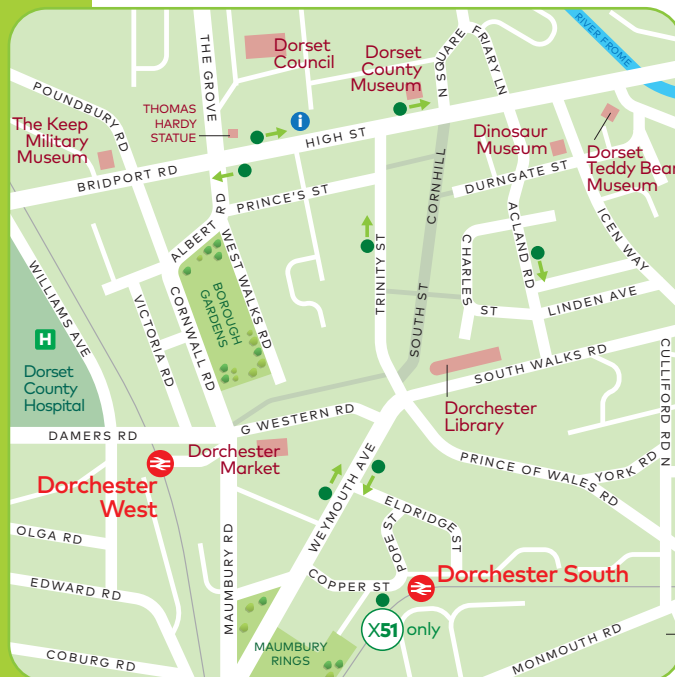 RIVER FROME
THE GROVE
Dorset
Council
Dorset
County
Museum
N SQUARE
FRIARY LN
POUNDBURY RD
THOMAS
HARDY
STATUE
i
HIGH ST
The Keep
Military
Museum
Dinosaur
Museum
Dorset
Teddy Bear
Museum
BRIDPORT RD
PRINCE'S ST
DURNGATE ST
CORNHILL
ALBERT RD
WEST WALKS RD
TRINITY ST
ACLAND RD
ICEN WAY
CHARLES
ST
LINDEN AVE
WILLIAMS AVE
VICTORIA RD
CORNWALL RD
BOROUGH
GARDENS
SOUTH ST
H
Dorset
County
Hospital
SOUTH WALKS RD
CULLIFORD RD N
Dorchester
Library
G WESTERN RD
DAMERS RD
Dorchester
Market
Dorchester
West
WEYMOUTH AVE
PRINCE OF WALES RD
YORK RD
ELDRIDGE ST
POPE ST
OLGA RD
MAUMBURY RD
EDWARD RD
COPPER ST
Dorchester South
X51 only
MAUMBURY
RINGS
COBURG RD
MONMOUTH RD